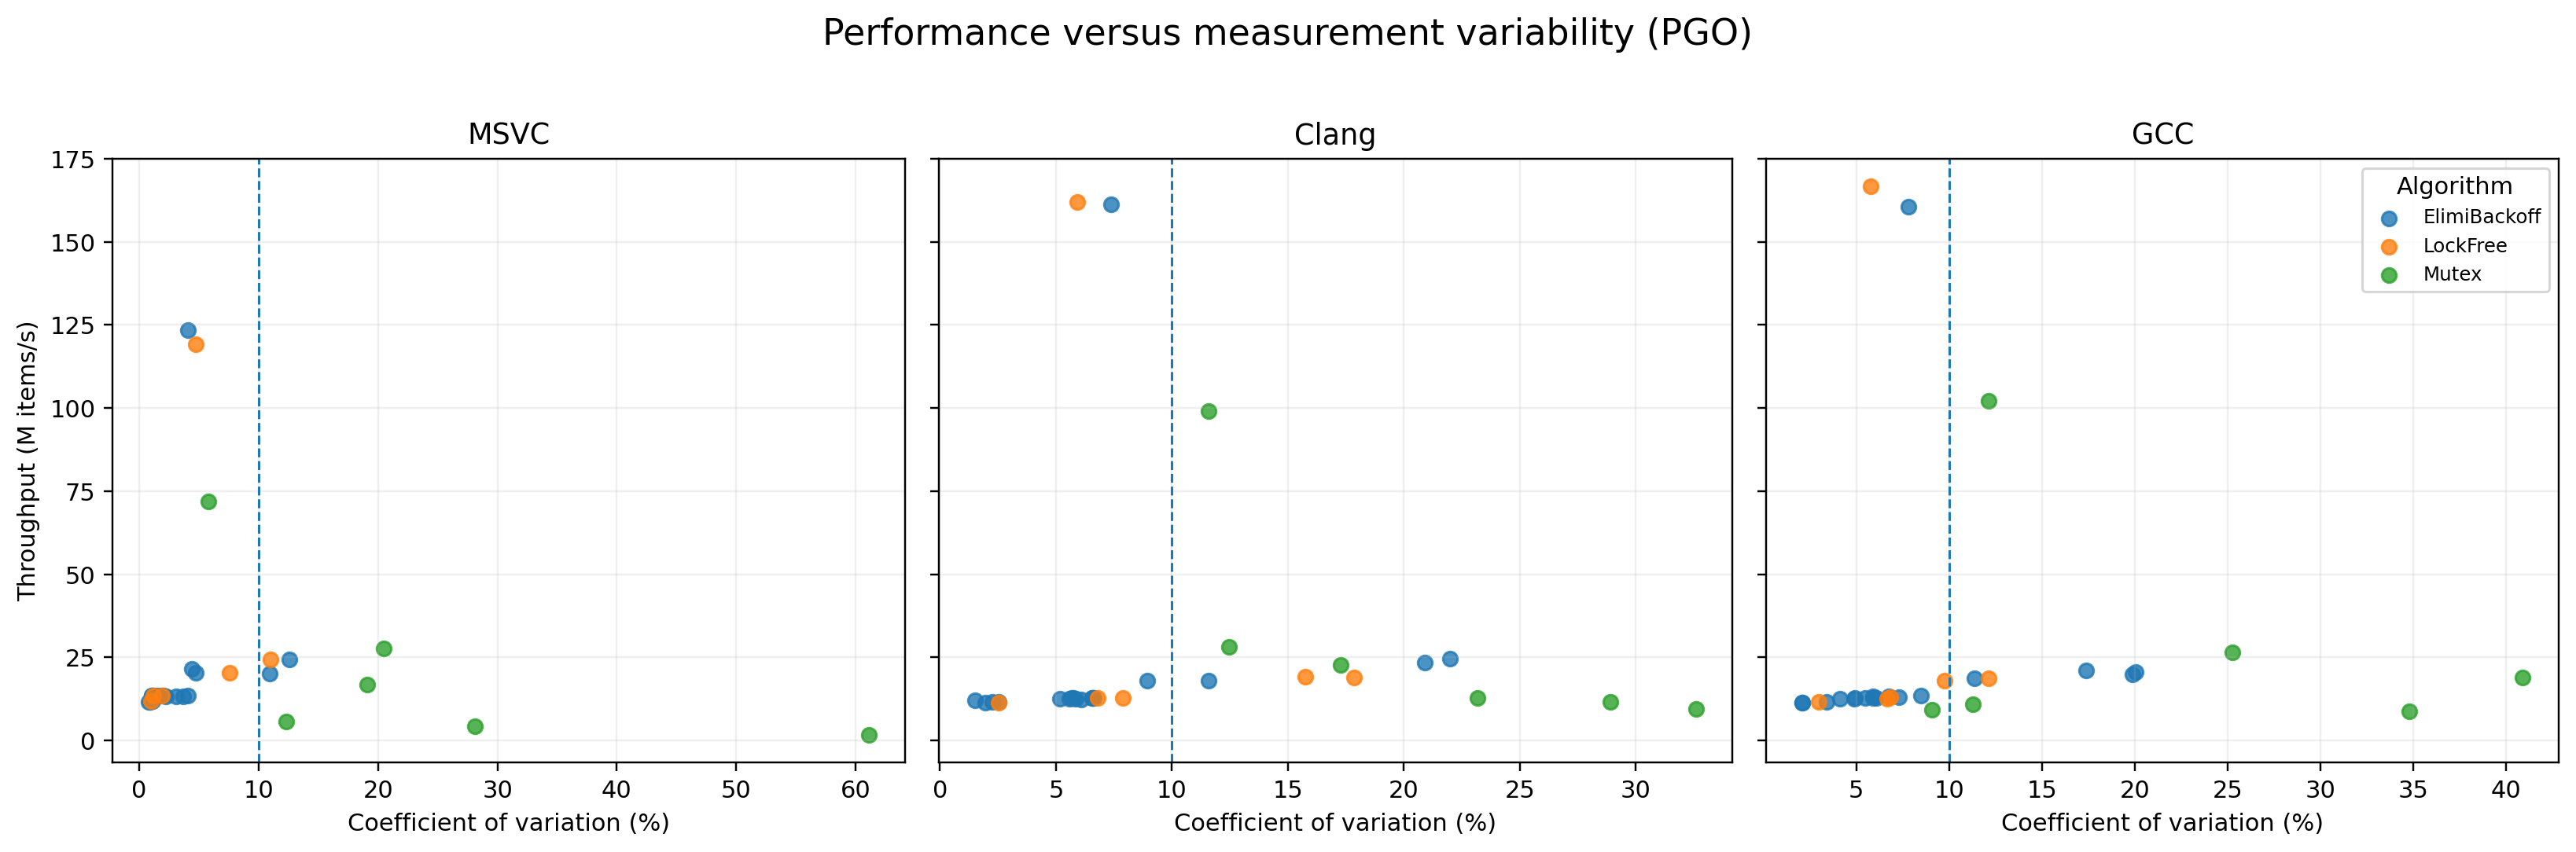 Performance versus measurement variability (PGO)
MSVC
Clang
GCC
Throughput (M items/s)
175
150
125
100
75
50
25
0
Algorithm
ElimiBackoff
LockFree
Mutex
0 10 20 30 40 50 60
0 5 10 15 20 25 30
5 10 15 20 25 30 35 40
Coefficient of variation (%)
Coefficient of variation (%)
Coefficient of variation (%)